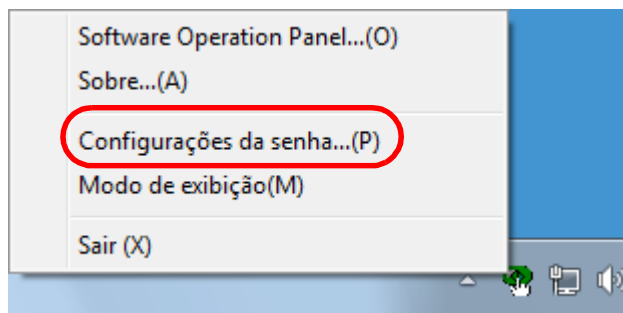 Software Operation Panel...(O)
Sobre...(A)
Configurações da senha...(P)
Modo de exibição(M)
Sair (X)